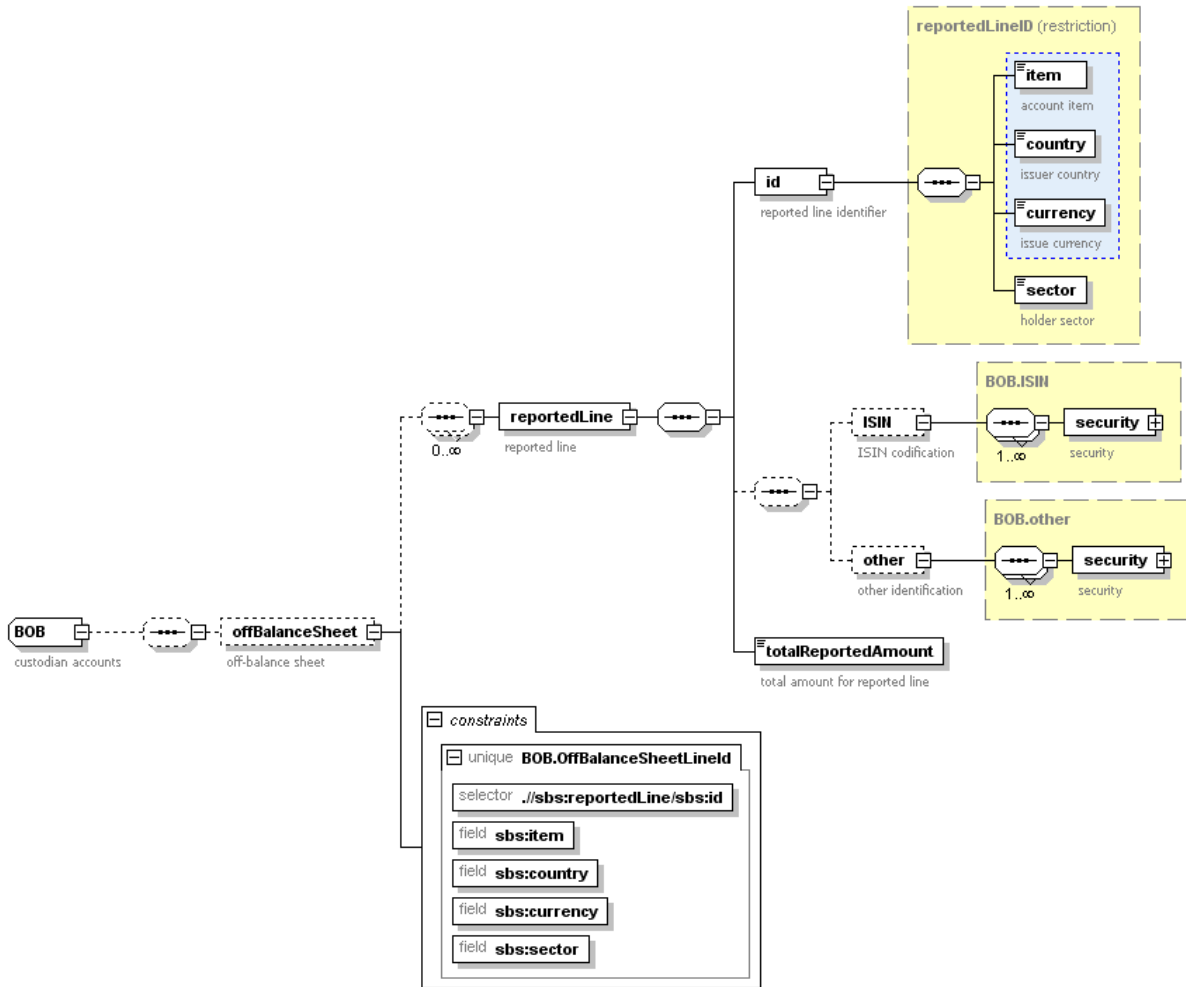 reportedLineID (restriction)
item
account item
country
issuer country
id
reported line identifier
currency
issue currency
sector
holder sector
BOB.ISIN
reportedLine
reported line
0..∞
ISIN
ISIN codification
security
security
1..∞
BOB.other
other
other identification
security
security
1..∞
BOB
custodian accounts
offBalanceSheet
off-balance sheet
totalReportedAmount
total amount for reported line
constraints
unique BOB.OffBalanceSheetLineId
selector .//sbs:reportedLine/sbs:id
field sbs:item
field sbs:country
field sbs:currency
field sbs:sector